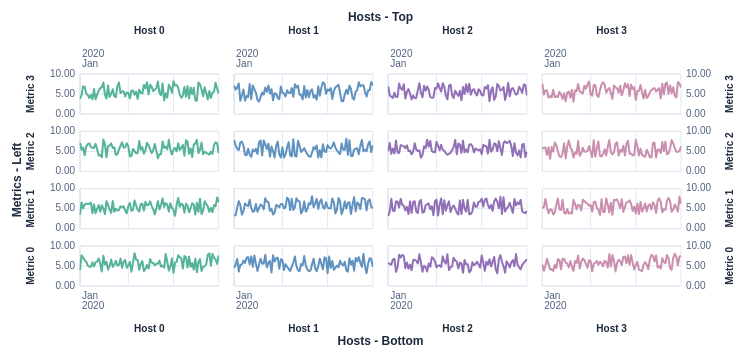 Hosts - Top
Host 0 Host 1 Host 2 Host 3
2020 2020 2020 2020
Jan Jan Jan Jan
Metrics - Left
Metric 3 10.00 5.00 0.00 10.00 5.00 0.00 Metric 3
Metric 2 10.00 5.00 0.00 10.00 5.00 0.00 Metric 2
Metric 1 10.00 5.00 0.00 10.00 5.00 0.00 Metric 1
Metric 0 10.00 5.00 0.00 10.00 5.00 0.00 Metric 0
Jan Jan Jan Jan
2020 2020 2020 2020
Host 0 Host 1 Host 2 Host 3
Hosts - Bottom